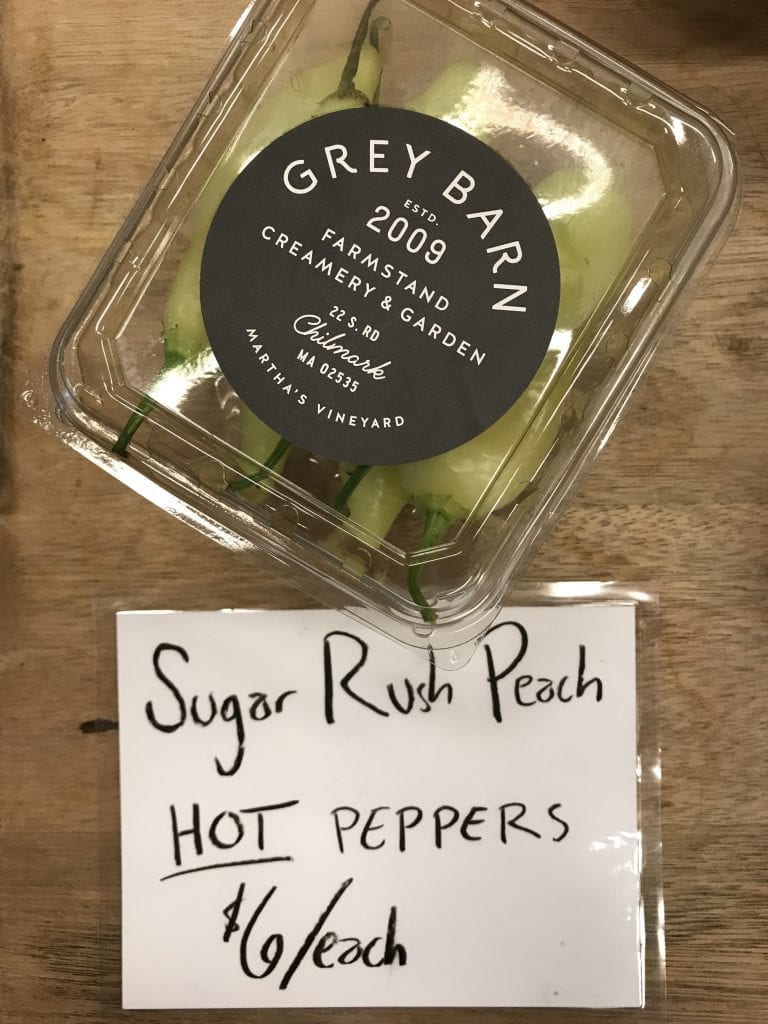 GREY BARN
ESTD.
2009
FARMSTAND
CREAMERY & GARDEN
22 S. RD
Chilmark
MA 02535
MARTHA'S VINEYARD
Sugar Rush Peach
HOT PEPPERS
$6/each